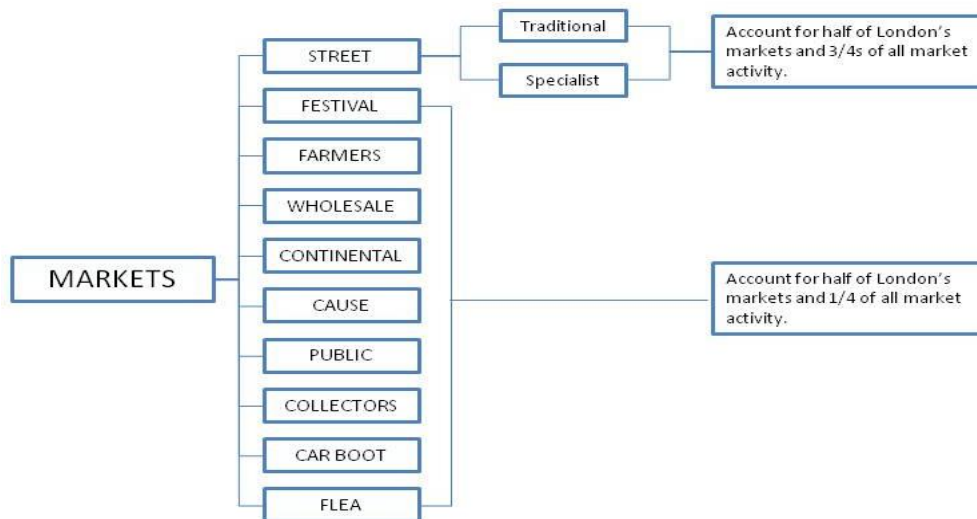 MARKETS
STREET
FESTIVAL
FARMERS
WHOLESALE
CONTINENTAL
CAUSE
PUBLIC
COLLECTORS
CAR BOOT
FLEA
Traditional
Specialist
Account for half of London's
markets and 3/4s of all market
activity.
Account for half of London's
markets and 1/4 of all market
activity.